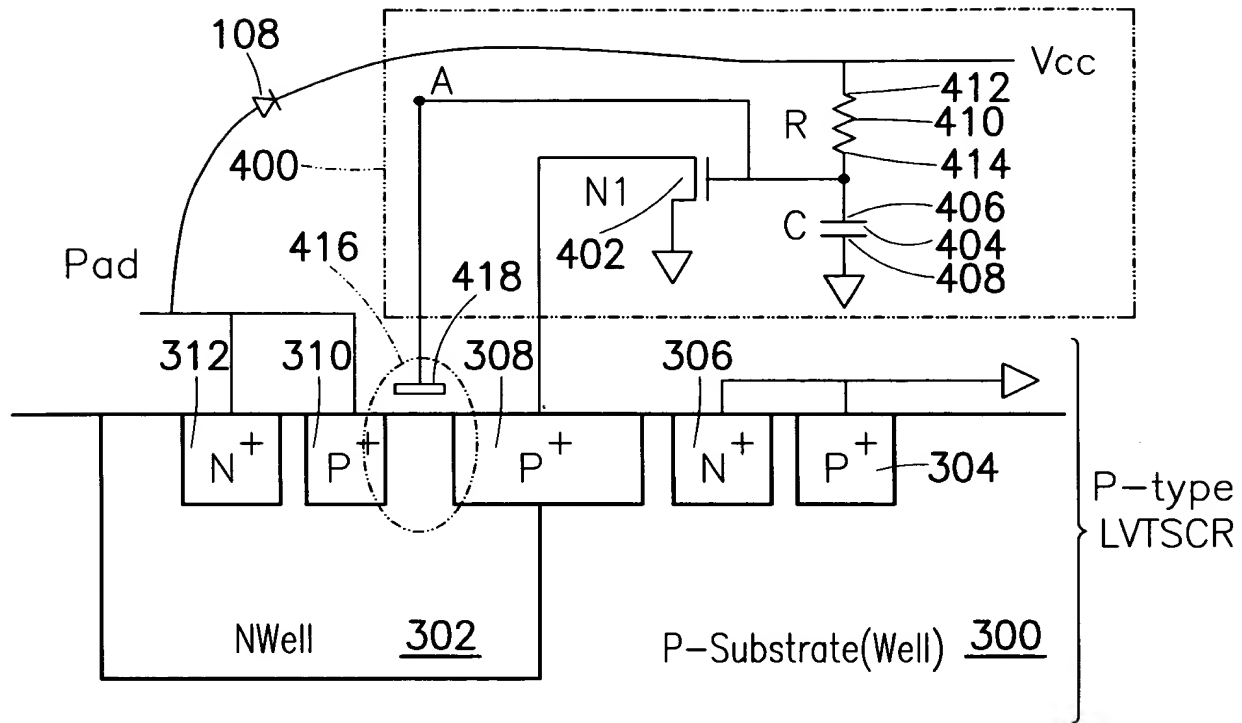 108
A
Vcc
412
R
410
400
414
N1
406
416
C
404
402
408
Pad
418
312
310
308
306
N+
P+
P+
N+
P+
304
P-type
LVTSCR
NWell
302
P-Substrate(Well)
300